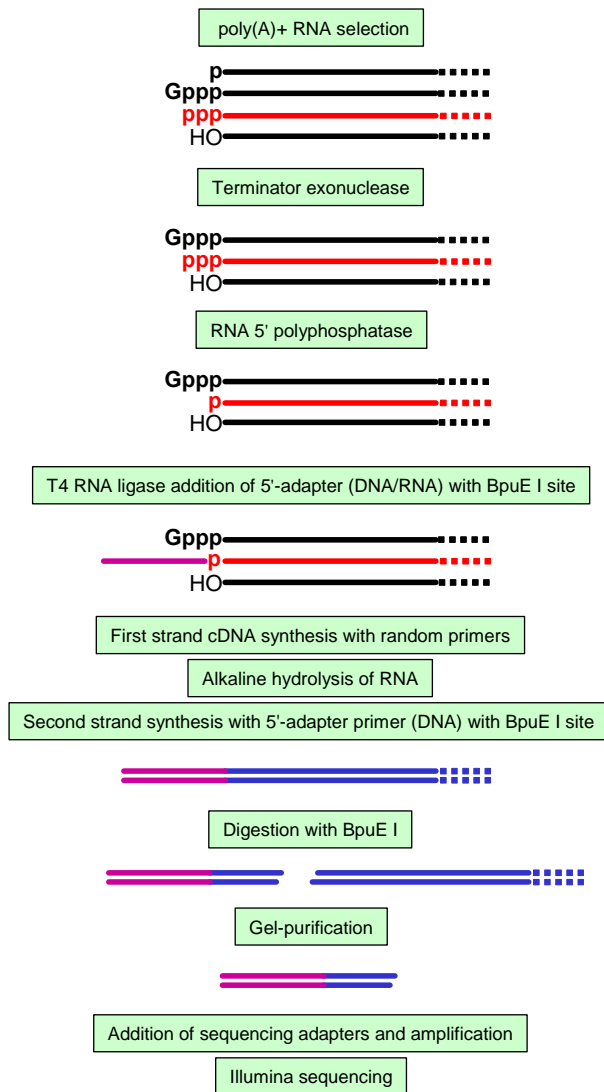 poly(A)+ RNA selection
p
Gppp
ppp
HO
Terminator exonuclease
Gppp
ppp
HO
RNA 5' polyphosphatase
Gppp
p
HO
T4 RNA ligase addition of 5'-adapter (DNA/RNA) with BpuE I site
Gppp
p
HO
First strand cDNA synthesis with random primers
Alkaline hydrolysis of RNA
Second strand synthesis with 5'-adapter primer (DNA) with BpuE I site
Digestion with BpuE I
Gel-purification
Addition of sequencing adapters and amplification
Illumina sequencing